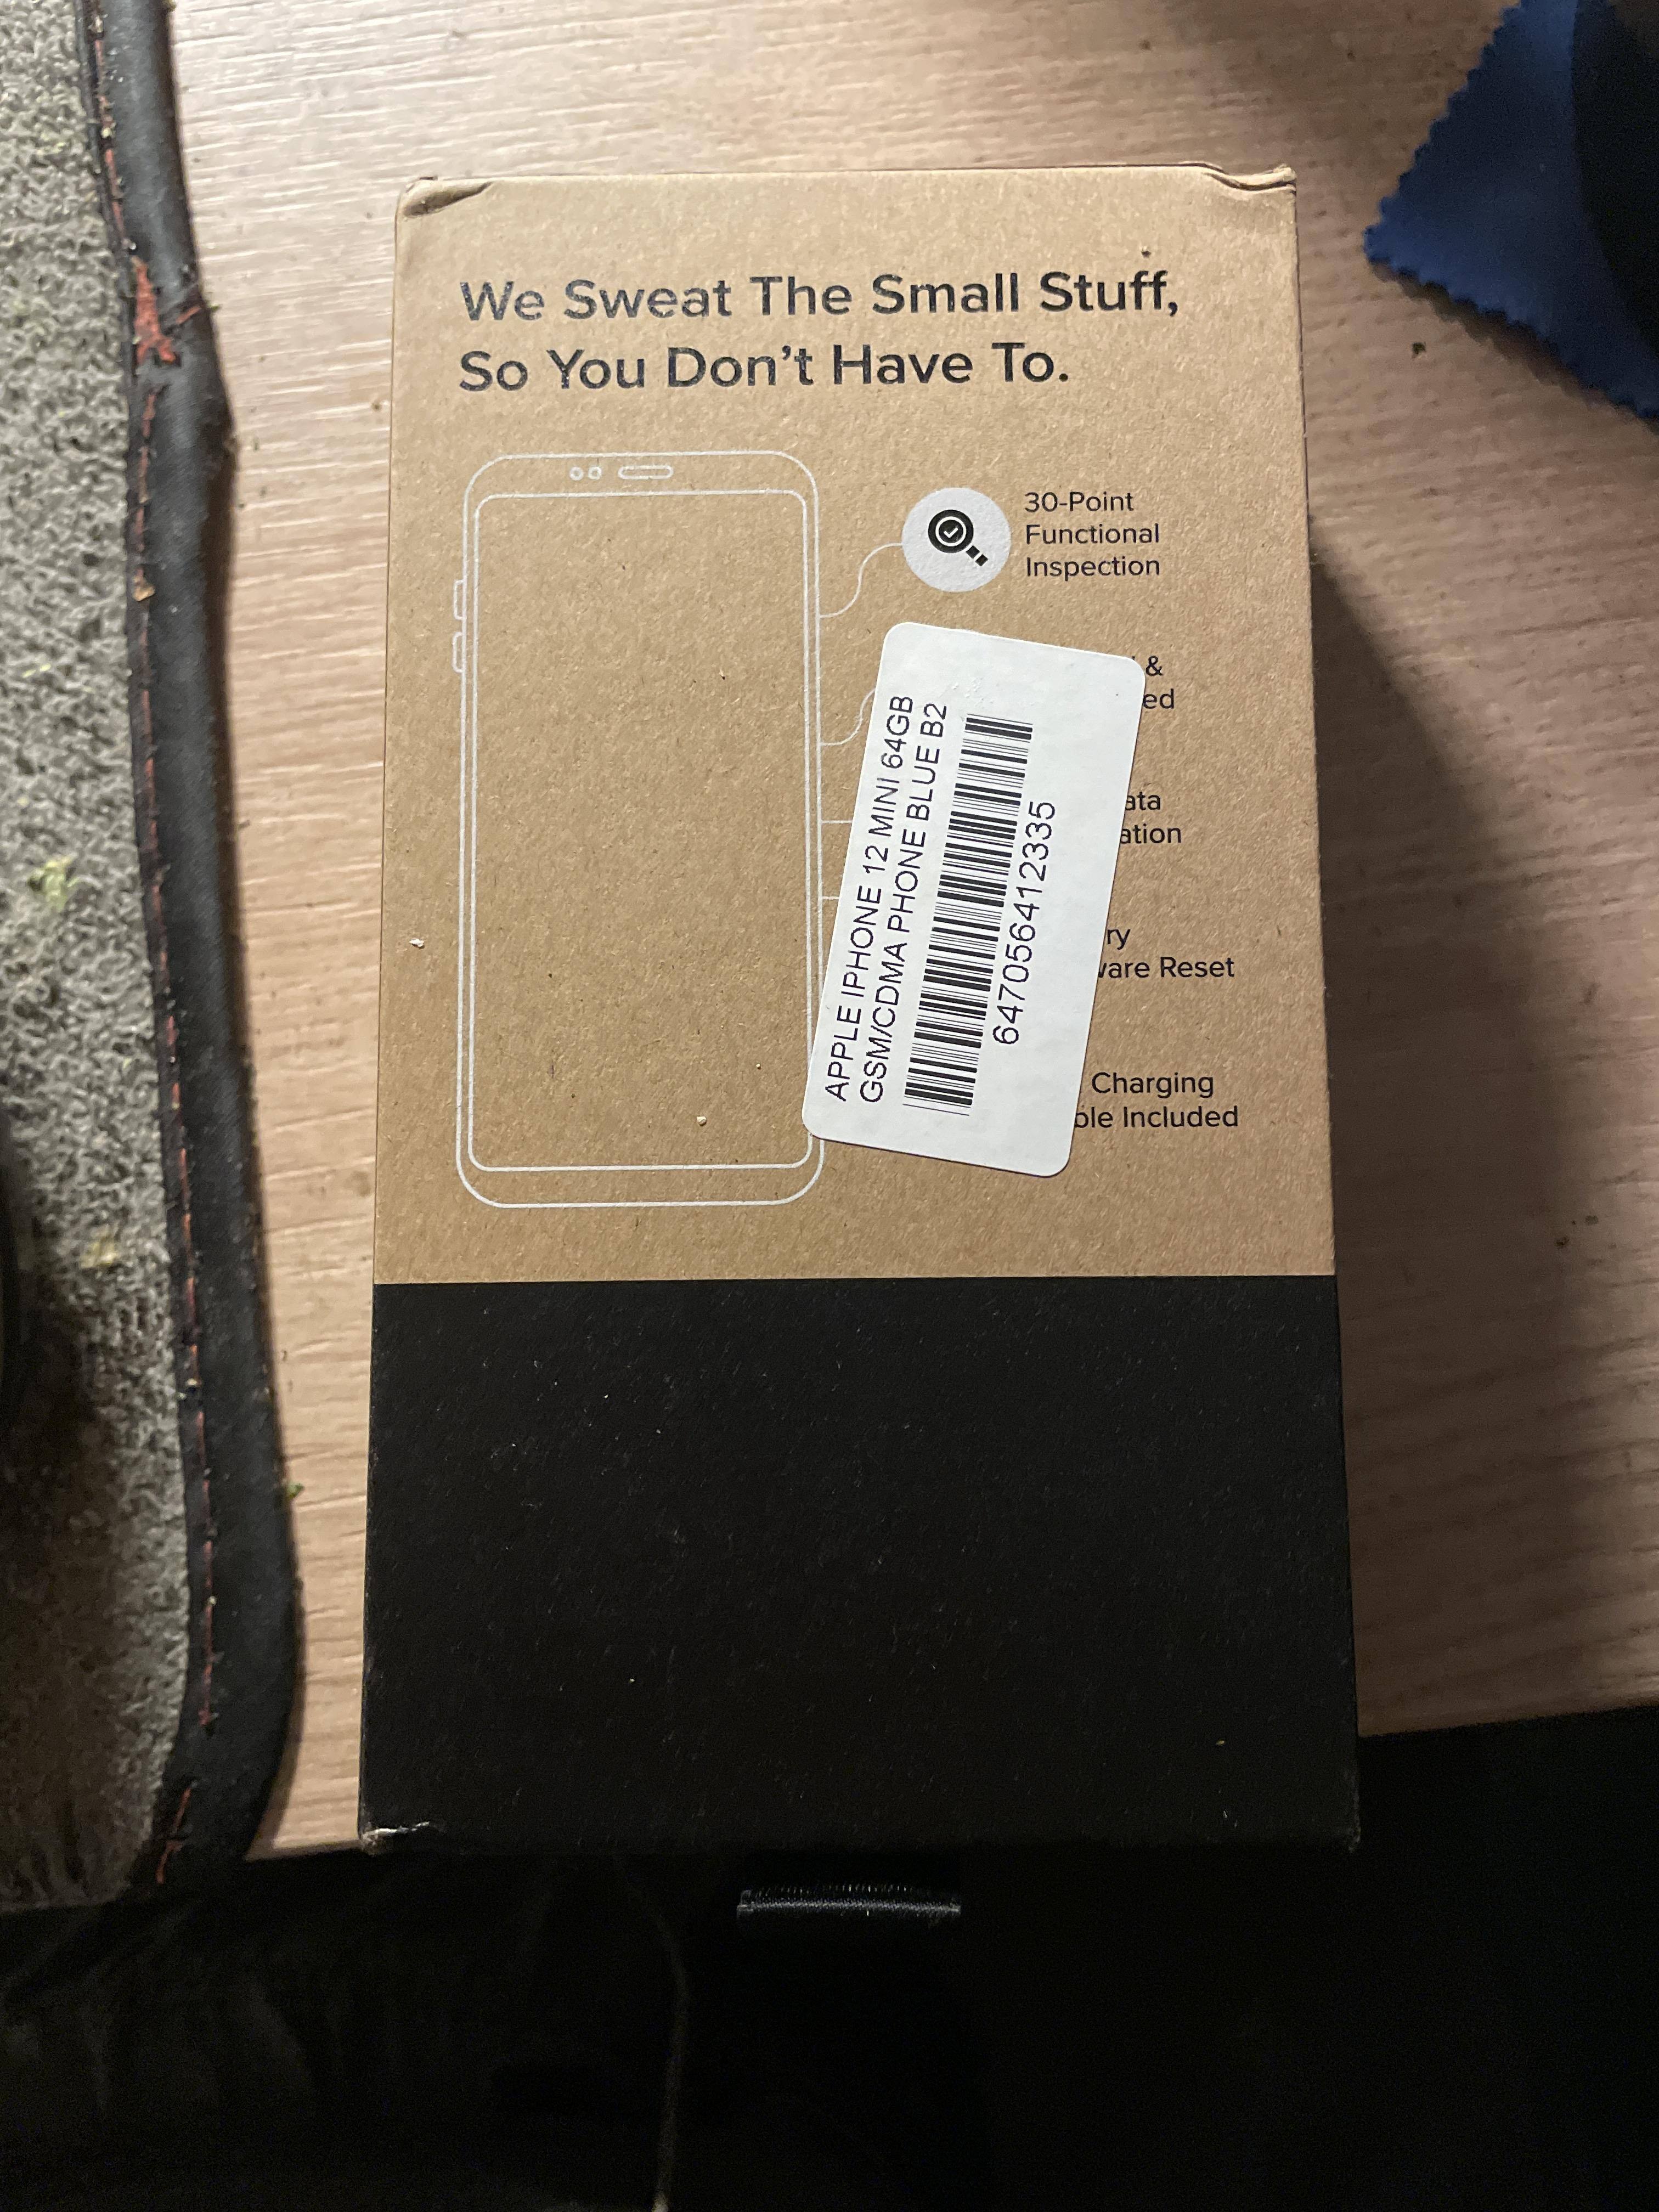 We Sweat The Small Stuff,
So You Don't Have To.
30-Point
Functional
Inspection
&
APPLE IPHONE 12 MINI 64GB
GSM/CDMA PHONE BLUE B2
647056412335
Reset
Charging
Included